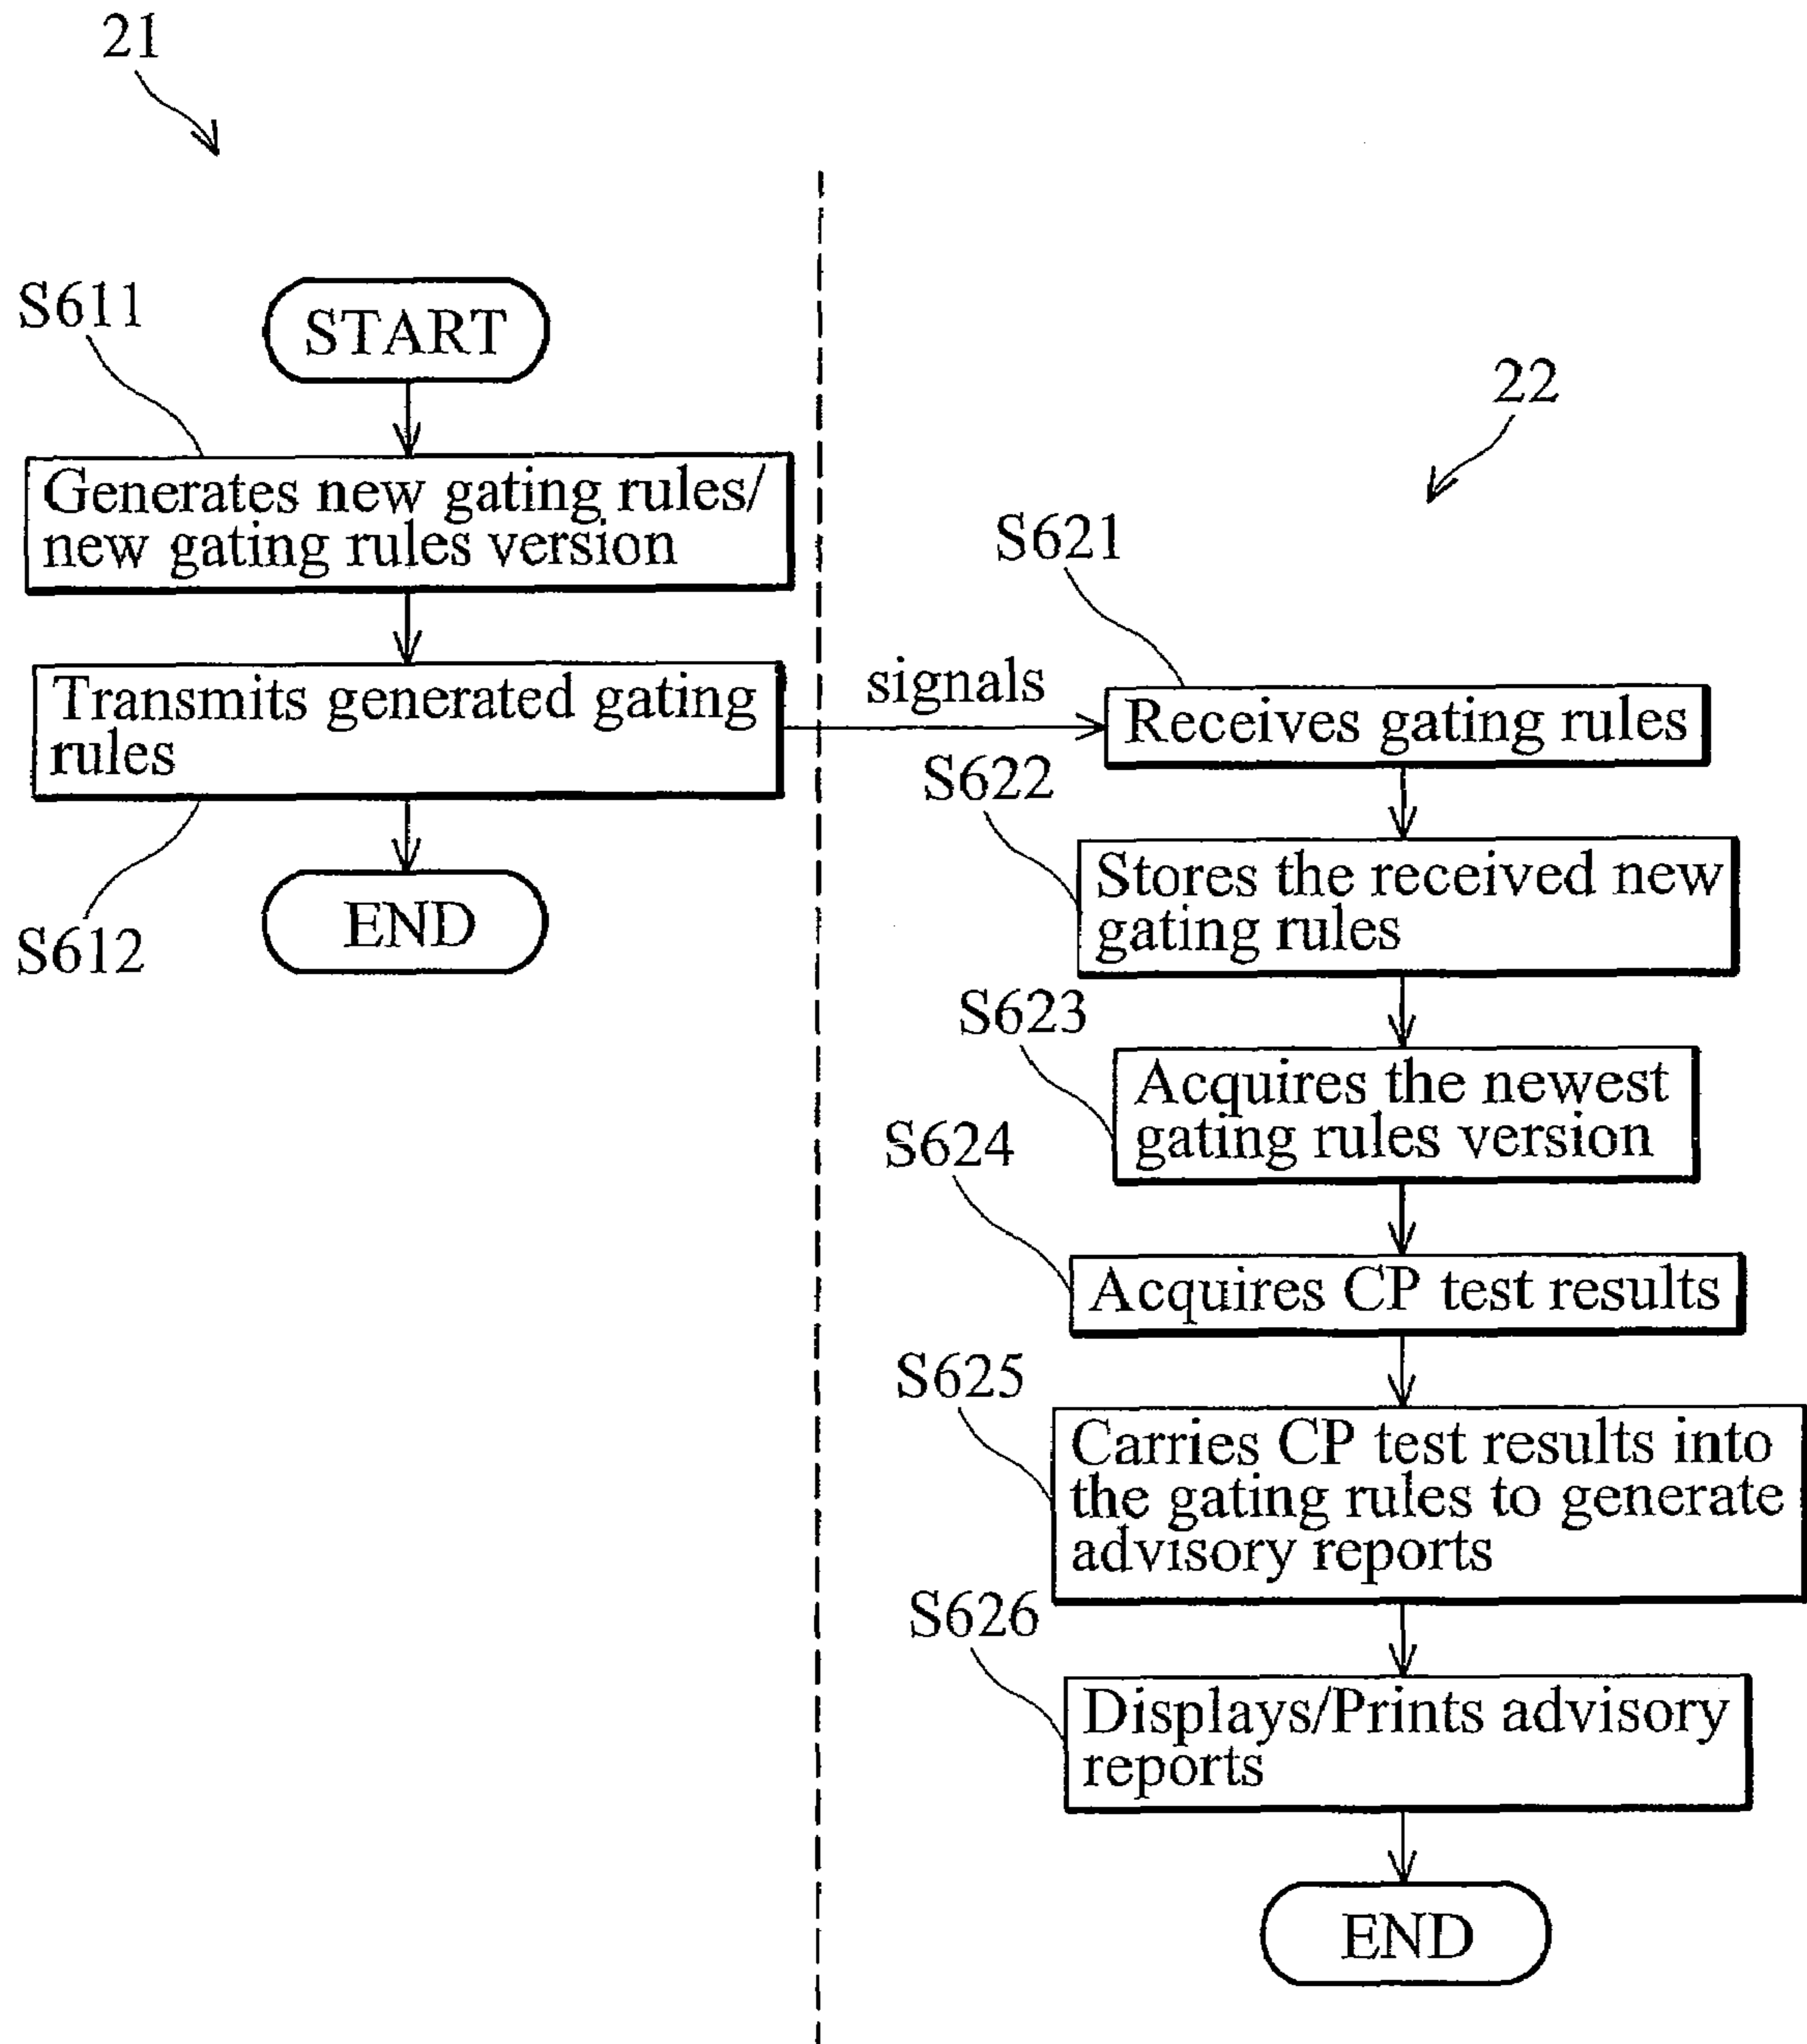 21
START
S611
Generates new gating rules/
new gating rules version
Transmits generated gating
rules
S612
END
signals
22
S621
Receives gating rules
S622
Stores the received new
gating rules
S623
Acquires the newest
gating rules version
S624
Acquires CP test results
S625
Carries CP test results into
the gating rules to generate
advisory reports
S626
Displays/Prints advisory
reports
END